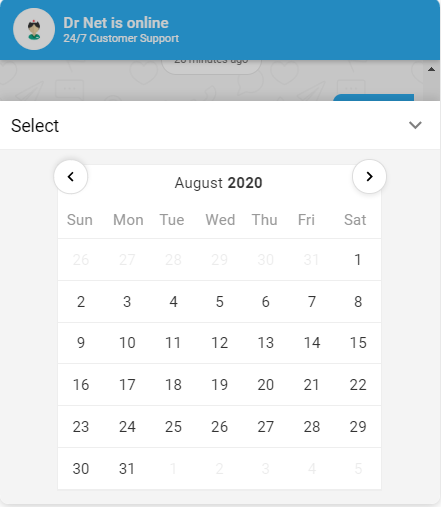 Dr Net is online
24/7 Customer Support
20 minutes ago
Select
August 2020
Sun Mon Tue Wed Thu Fri Sat
26 27 28 29 30 31 1
2 3 4 5 6 7 8
9 10 11 12 13 14 15
16 17 18 19 20 21 22
23 24 25 26 27 28 29
30 31 1 2 3 4 5